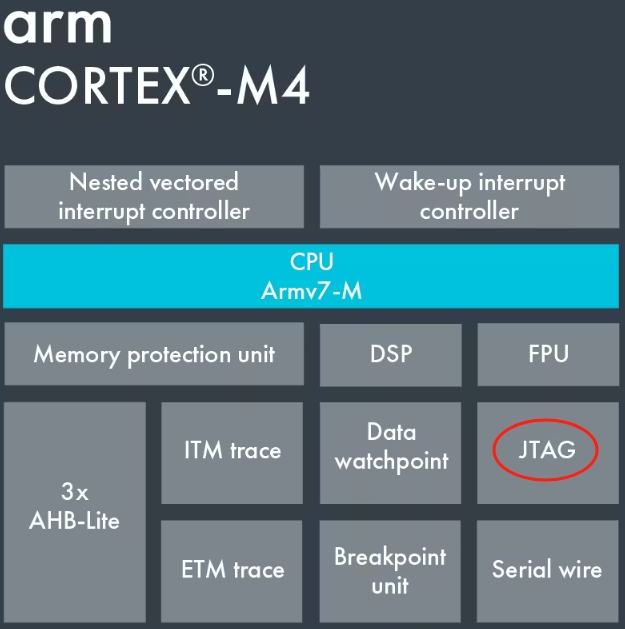 arm
CORTEX®-M4
Nested vectored
interrupt controller
Wake-up interrupt
controller
CPU
Armv7-M
Memory protection unit
DSP
FPU
3x
AHB-Lite
ITM trace
Data
watchpoint
JTAG
ETM trace
Breakpoint
unit
Serial wire